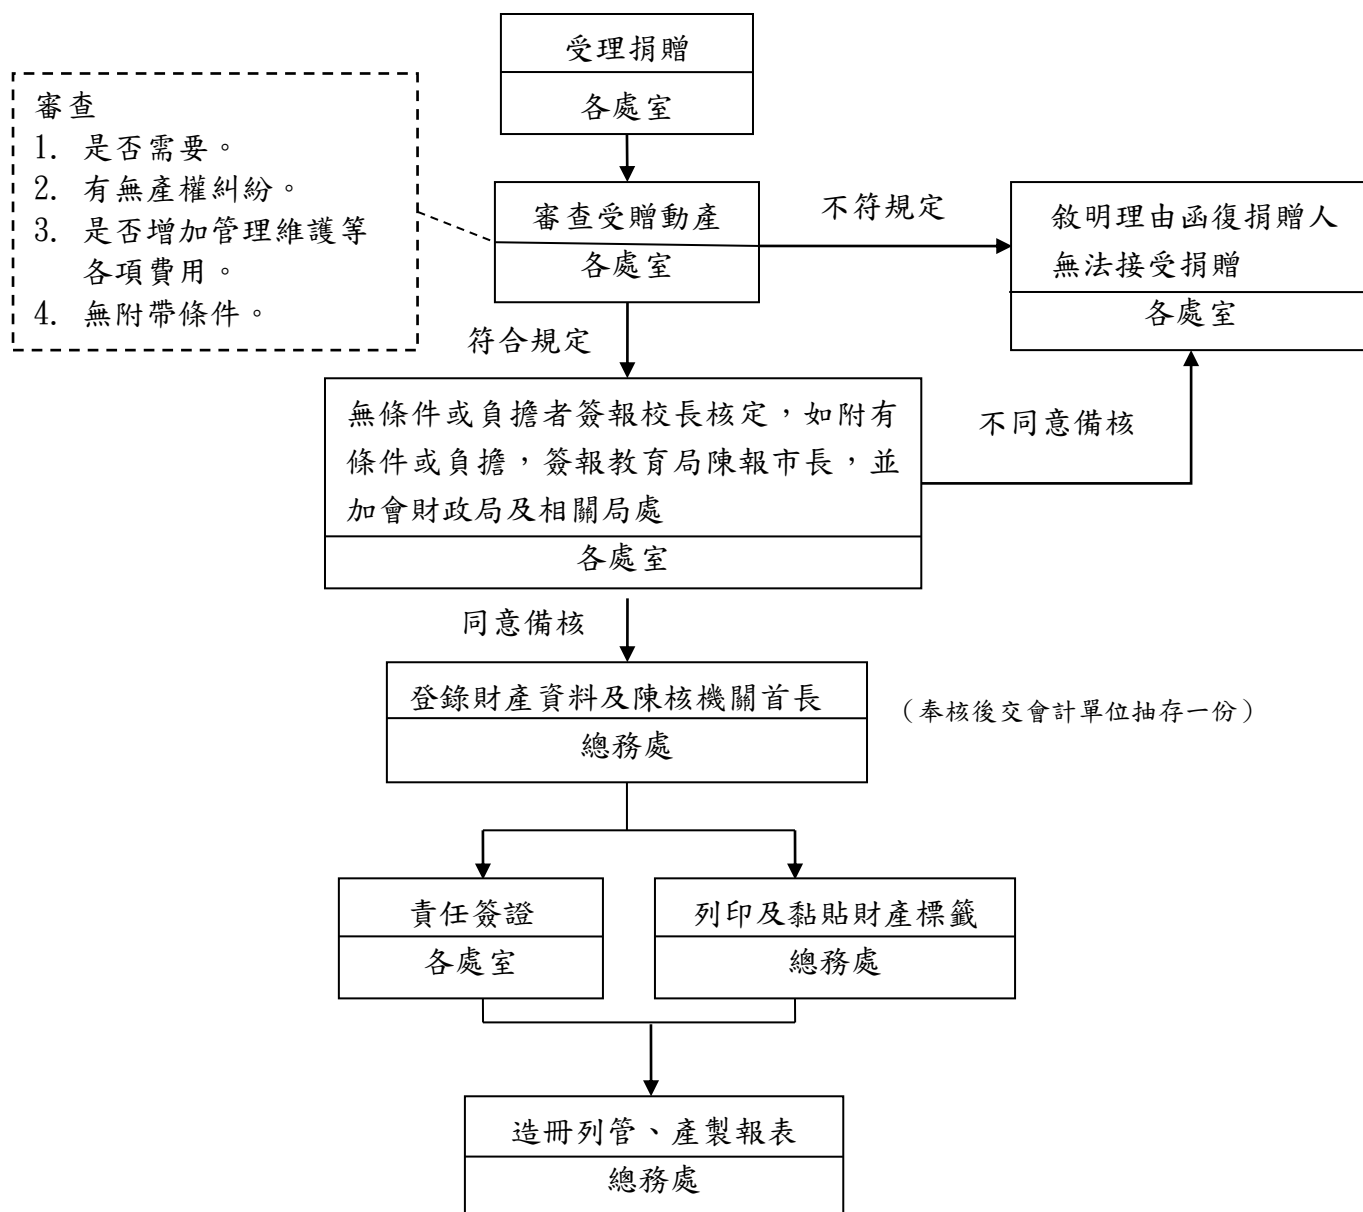 受理捐贈
各處室
審查
1. 是否需要。
2. 有無產權糾紛。
3. 是否增加管理維護等
各項費用。
4. 無附帶條件。
審查受贈動產
各處室
不符規定
敘明理由函復捐贈人
無法接受捐贈
各處室
符合規定
無條件或負擔者簽報校長核定，如附有
條件或負擔，簽報教育局陳報市長，並
加會財政局及相關局處
各處室
不同意備核
同意備核
登錄財產資料及陳核機關首長
總務處
（奉核後交會計單位抽存一份）
責任簽證
各處室
列印及黏貼財產標籤
總務處
造冊列管、產製報表
總務處